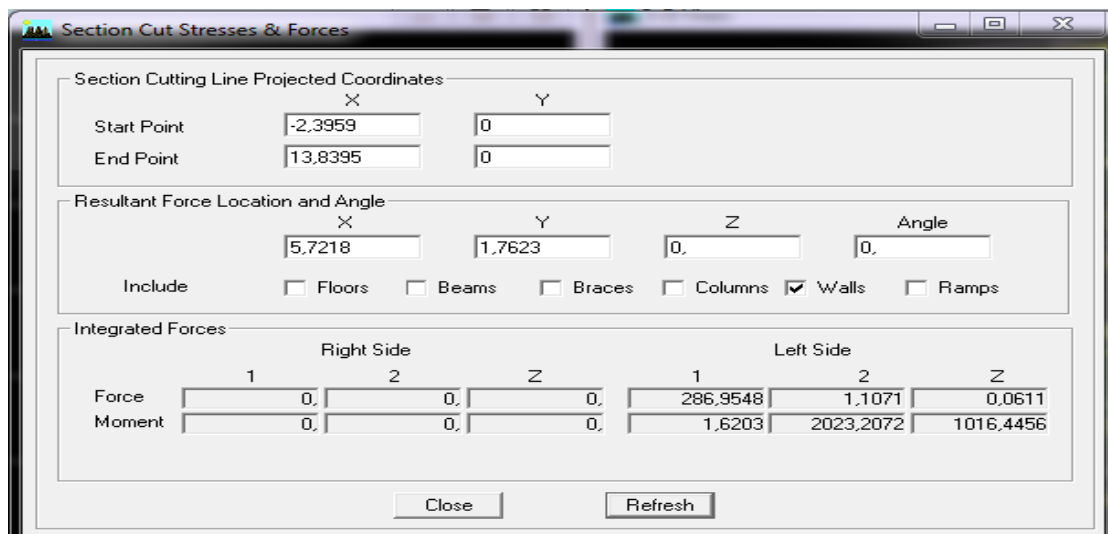 Section Cut Stresses & Forces
Section Cutting Line Projected Coordinates
X Y
Start Point -2,3959 0
End Point 13,8395 0
Resultant Force Location and Angle
X Y Z Angle
5,7218 1,7623 0, 0,
Include Floors Beams Braces Columns Walls Ramps
Integrated Forces
Right Side Left Side
1 2 Z 1 2 Z
Force 0, 0, 0, 286,9548 1,1071 0,0611
Moment 0, 0, 0, 1,6203 2023,2072 1016,4456
Close Refresh